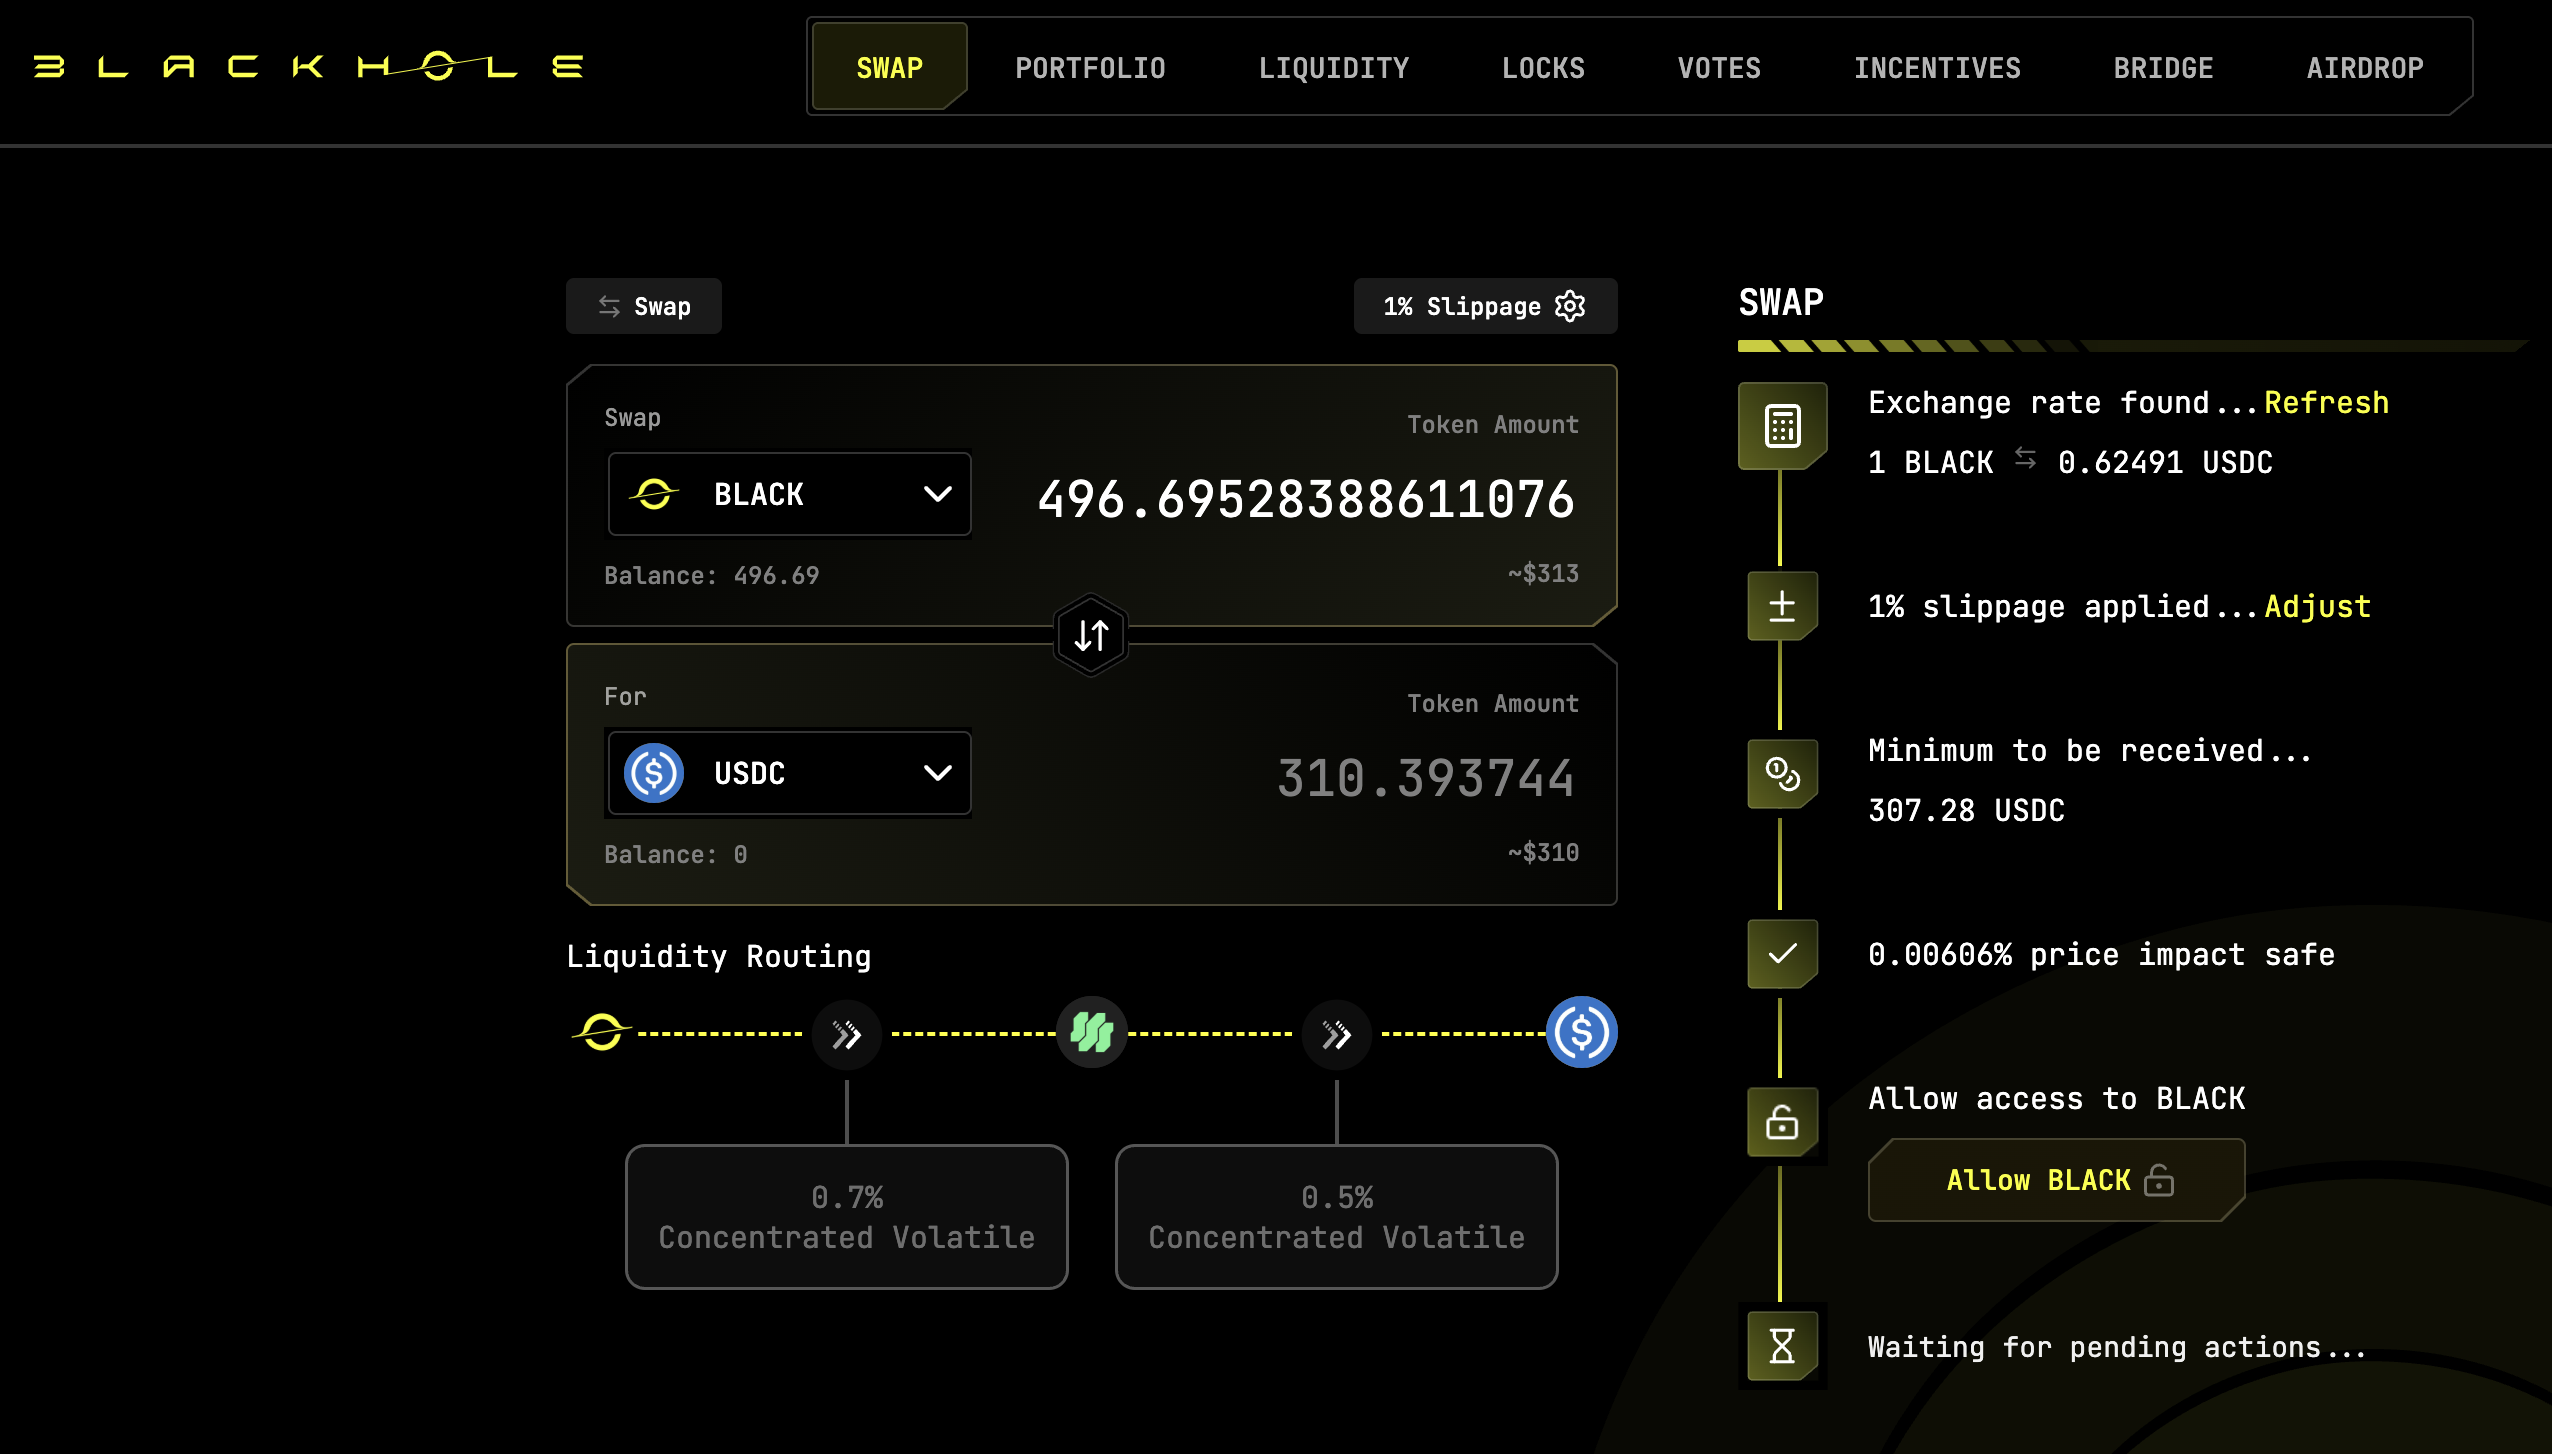 BLACKHOLE
SWAP
PORTFOLIO
LIQUIDITY
LOCKS
VOTES
INCENTIVES
BRIDGE
AIRDROP
Swap
1% Slippage
Swap
Token Amount
BLACK
496.69528388611076
Balance: 496.69
~$313
For
Token Amount
USDC
310.393744
Balance: 0
~$310
Liquidity Routing
0.7%
Concentrated Volatile
0.5%
Concentrated Volatile
SWAP
Exchange rate found...Refresh
1 BLACK ⇆ 0.62491 USDC
1% slippage applied...Adjust
Minimum to be received...
307.28 USDC
0.00606% price impact safe
Allow access to BLACK
Allow BLACK
Waiting for pending actions...